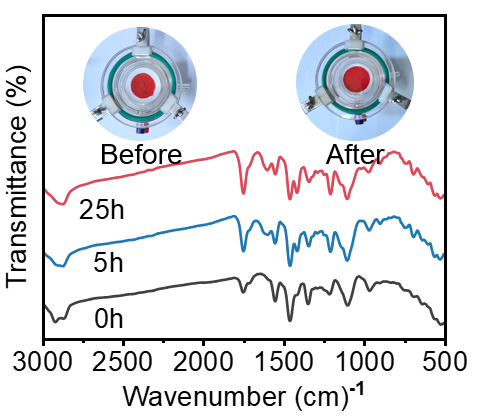 Transmittance (%)
Before After
25h
5h
0h
3000 2500 2000 1500 1000 500
Wavenumber (cm)-1